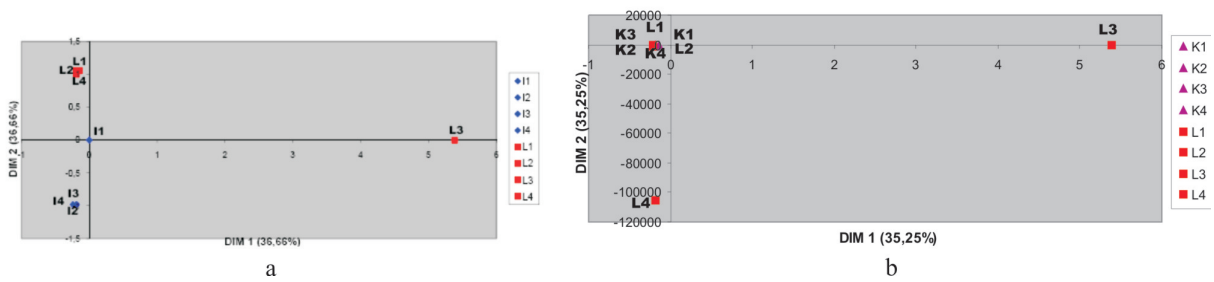 1,5
1
0,5
0
-0,5
-1
-1,5
-1 0 1 2 3 4 5 6
L1
L2
L4
I1
L3
I3
I4
I2
DIM 2 (36,66%)
DIM 1 (36,66%)
I1
I2
I3
I4
L1
L2
L3
L4
a
20000
0
-20000
-40000
-60000
-80000
-100000
-120000
-1 0 1 2 3 4 5 6
L1
K3 K1
K2 K4 L2
L3
L4
DIM 2 (35,25%)
DIM 1 (35,25%)
K1
K2
K3
K4
L1
L2
L3
L4
b